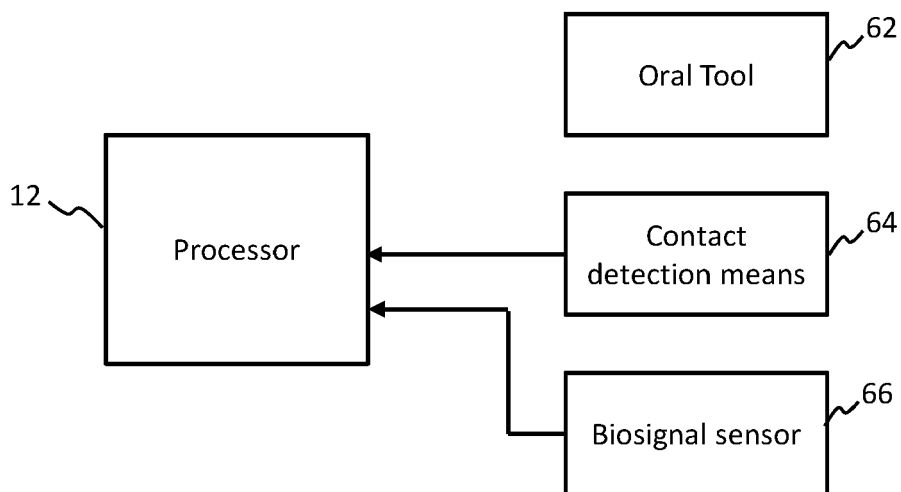 62
Oral Tool
12
Processor
64
Contact
detection means
66
Biosignal sensor